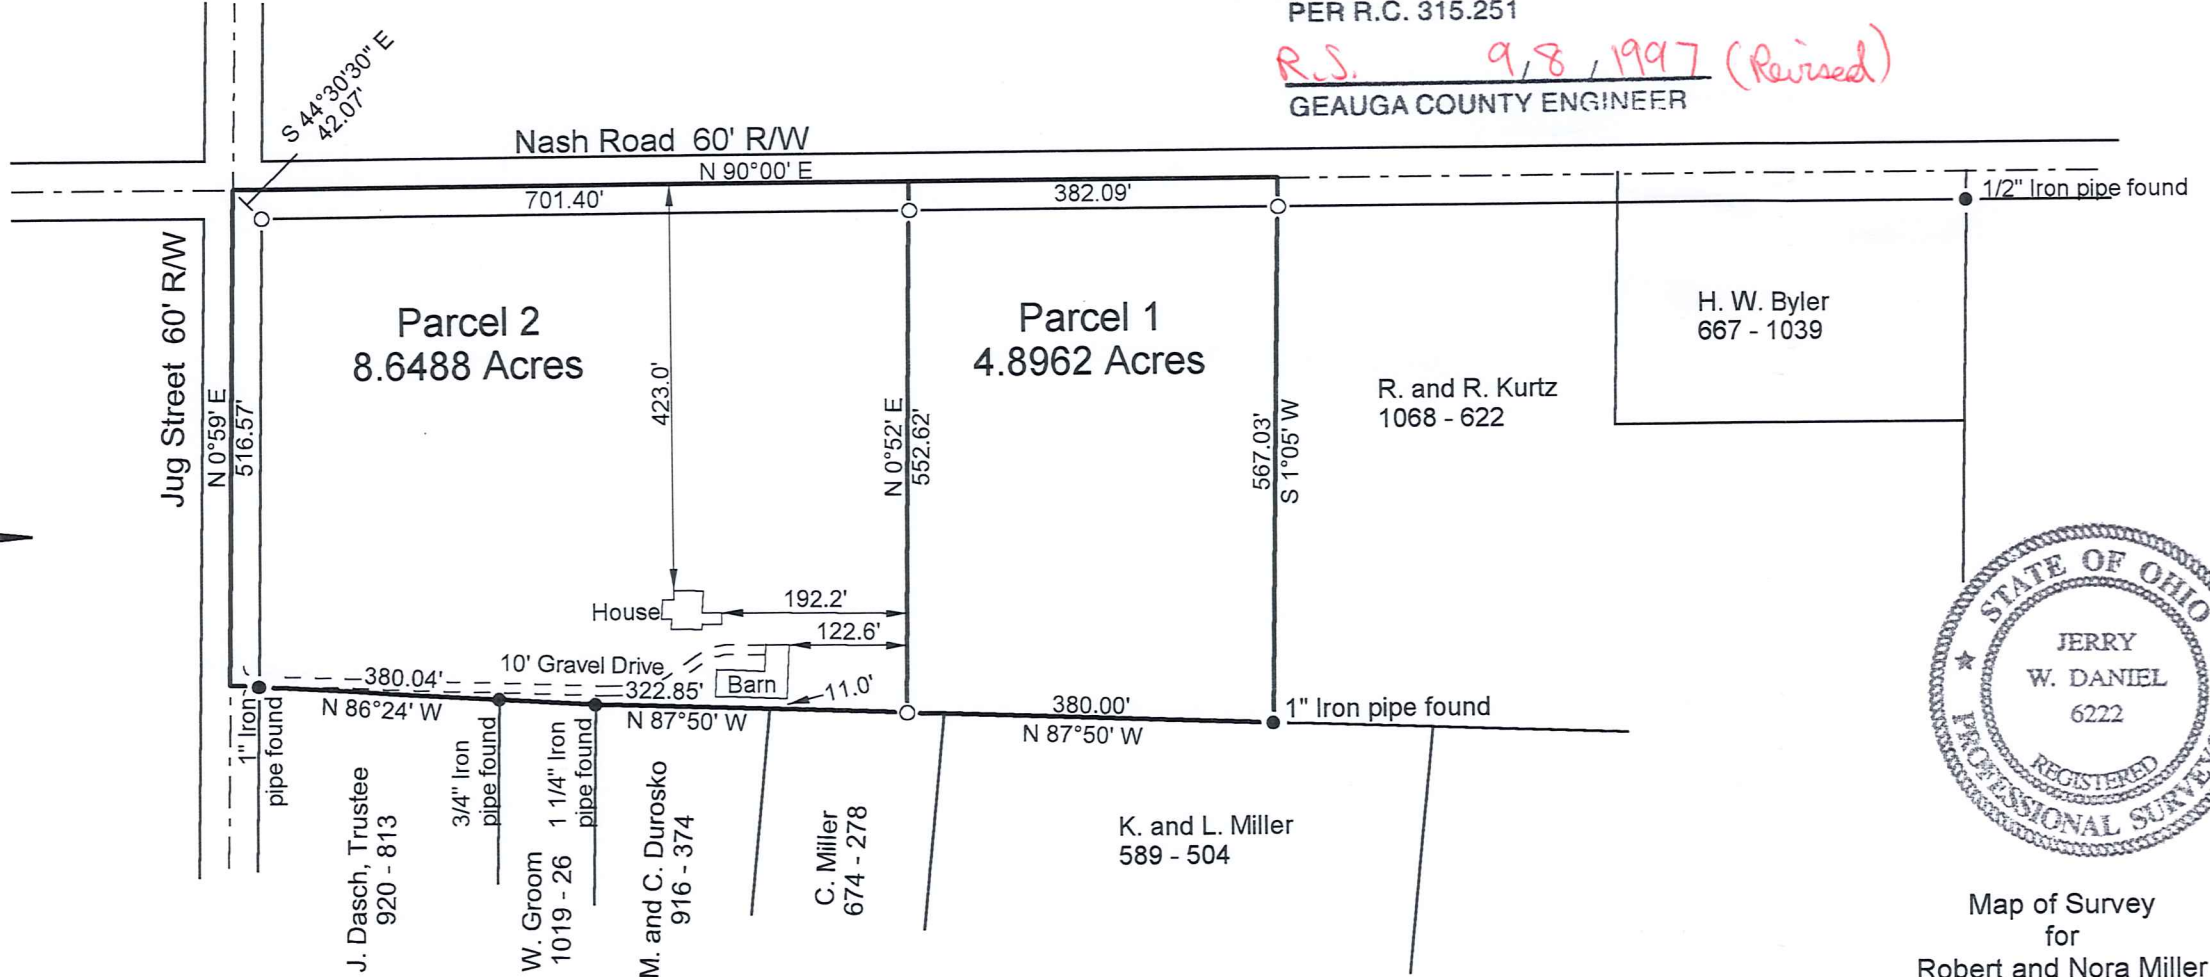 PER R.C. 315.251
R.S. 9, 8, 1997 (Revised)
GEAUGA COUNTY ENGINEER
S 44°30'30" E
42.07'
Nash Road 60' R/W
N 90°00' E
701.40'
382.09'
1/2" Iron pipe found
Jug Street 60' R/W
N 0°59' E
516.57'
Parcel 2
8.6488 Acres
423.0'
N 0°52' E
552.62'
Parcel 1
4.8962 Acres
567.03'
S 1°05' W
R. and R. Kurtz
1068 - 622
H. W. Byler
667 - 1039
House
192.2'
122.6'
10' Gravel Drive
Barn
11.0'
380.04'
N 86°24' W
322.85'
N 87°50' W
380.00'
N 87°50' W
1" Iron pipe found
1" Iron
pipe found
3/4" Iron
pipe found
1 1/4" Iron
pipe found
J. Dasch, Trustee
920 - 813
W. Groom
1019 - 26
M. and C. Durosko
916 - 374
C. Miller
674 - 278
K. and L. Miller
589 - 504
STATE OF OHIO
JERRY
W. DANIEL
6222
REGISTERED
PROFESSIONAL SURVEY
Map of Survey
for
Robert and Nora Miller